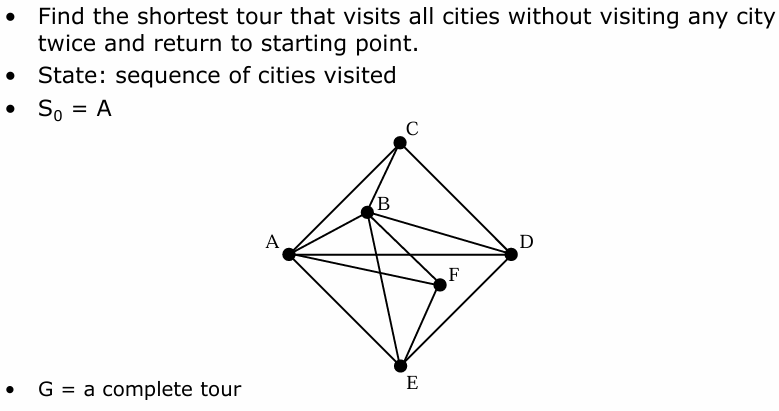 • Find the shortest tour that visits all cities without visiting any city
twice and return to starting point.
• State: sequence of cities visited
• S₀ = A
C
B
A
D
F
E
• G = a complete tour